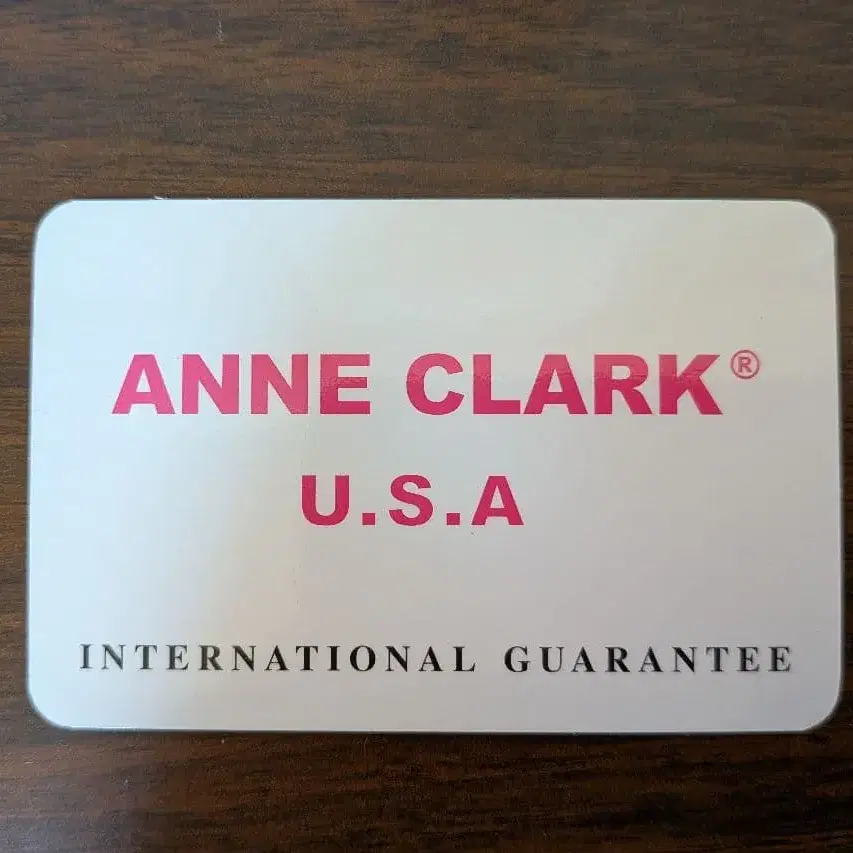 ANNE CLARK®
U.S.A
INTERNATIONAL GUARANTEE